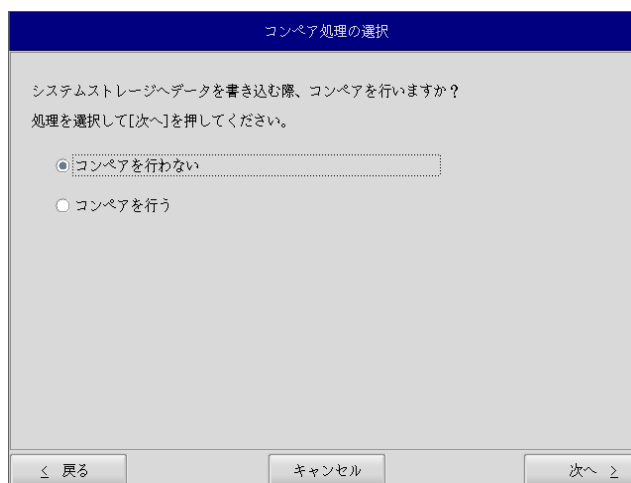 コンペア処理の選択
システムストレージへデータを書き込む際、コンペアを行いますか?
処理を選択して[次へ]を押してください。
コンペアを行わない
コンペアを行う
< 戻る
キャンセル
次へ >